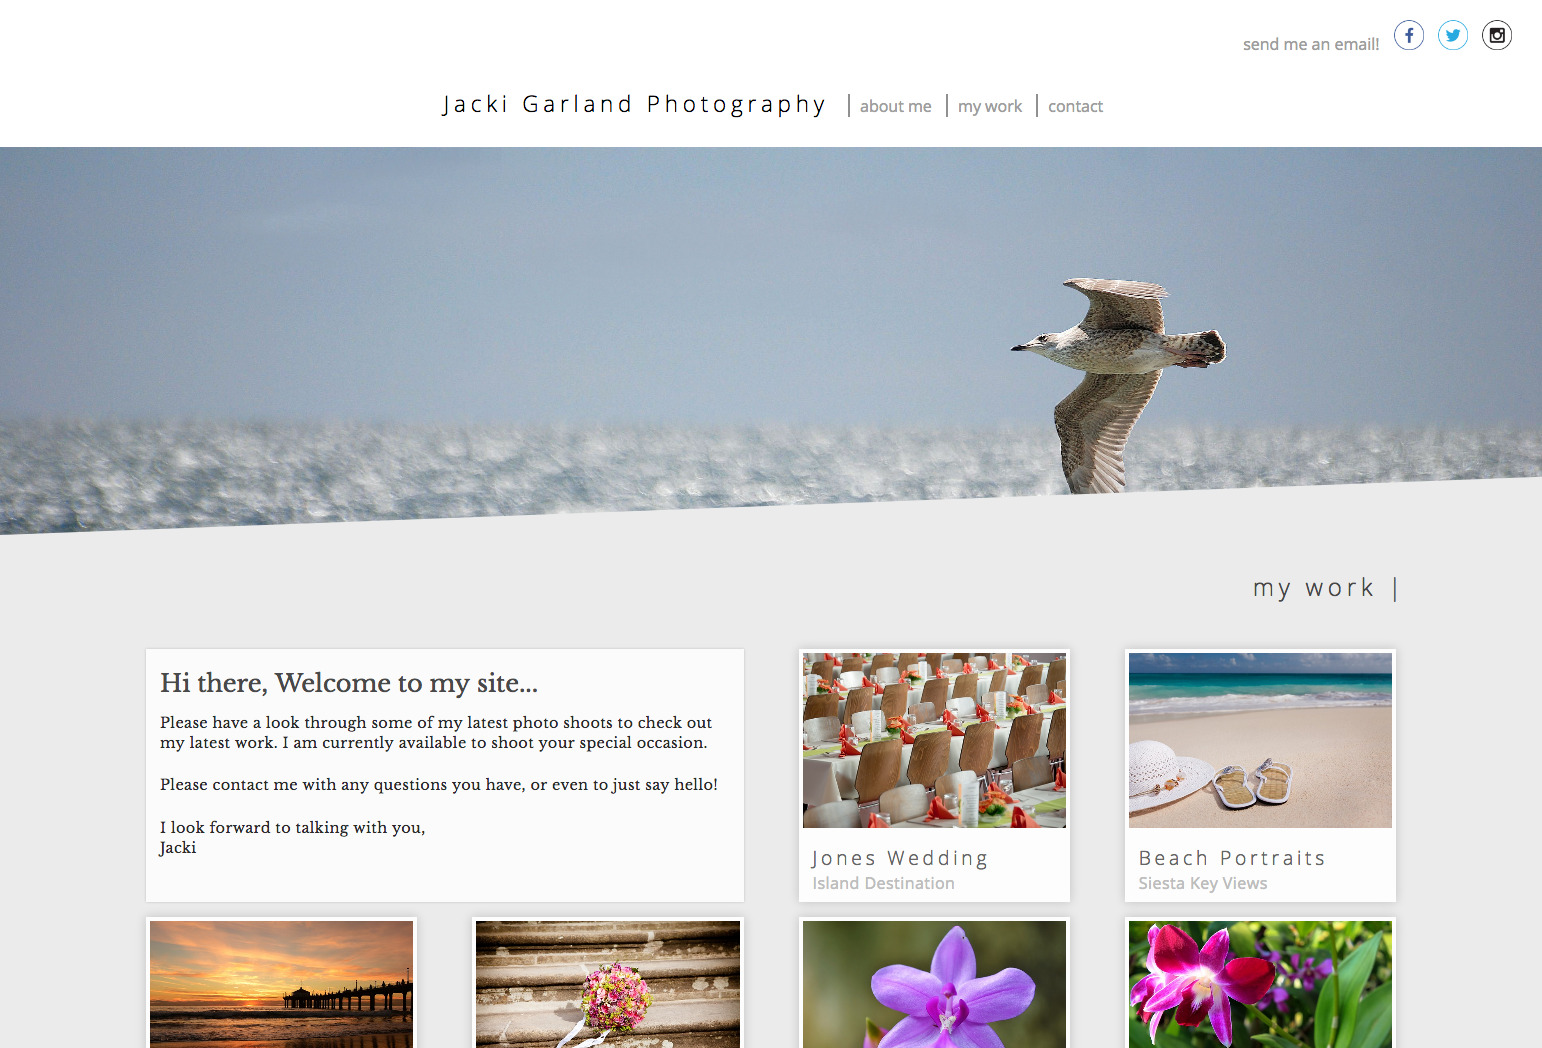 send me an email!
Jacki Garland Photography
about me
my work
contact
my work |
Hi there, Welcome to my site...
Please have a look through some of my latest photo shoots to check out
my latest work. I am currently available to shoot your special occasion.
Please contact me with any questions you have, or even to just say hello!
I look forward to talking with you,
Jacki
Jones Wedding
Island Destination
Beach Portraits
Siesta Key Views